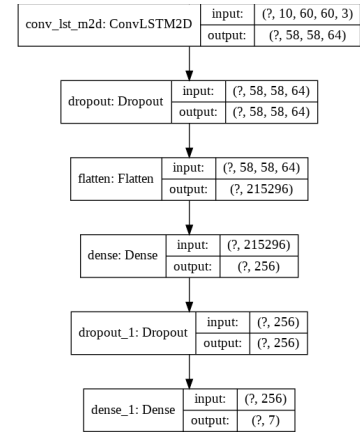 conv_lst_m2d: ConvLSTM2D
input: (?, 10, 60, 60, 3)
output: (?, 58, 58, 64)
dropout: Dropout
input: (?, 58, 58, 64)
output: (?, 58, 58, 64)
flatten: Flatten
input: (?, 58, 58, 64)
output: (?, 215296)
dense: Dense
input: (?, 215296)
output: (?, 256)
dropout_1: Dropout
input: (?, 256)
output: (?, 256)
dense_1: Dense
input: (?, 256)
output: (?, 7)